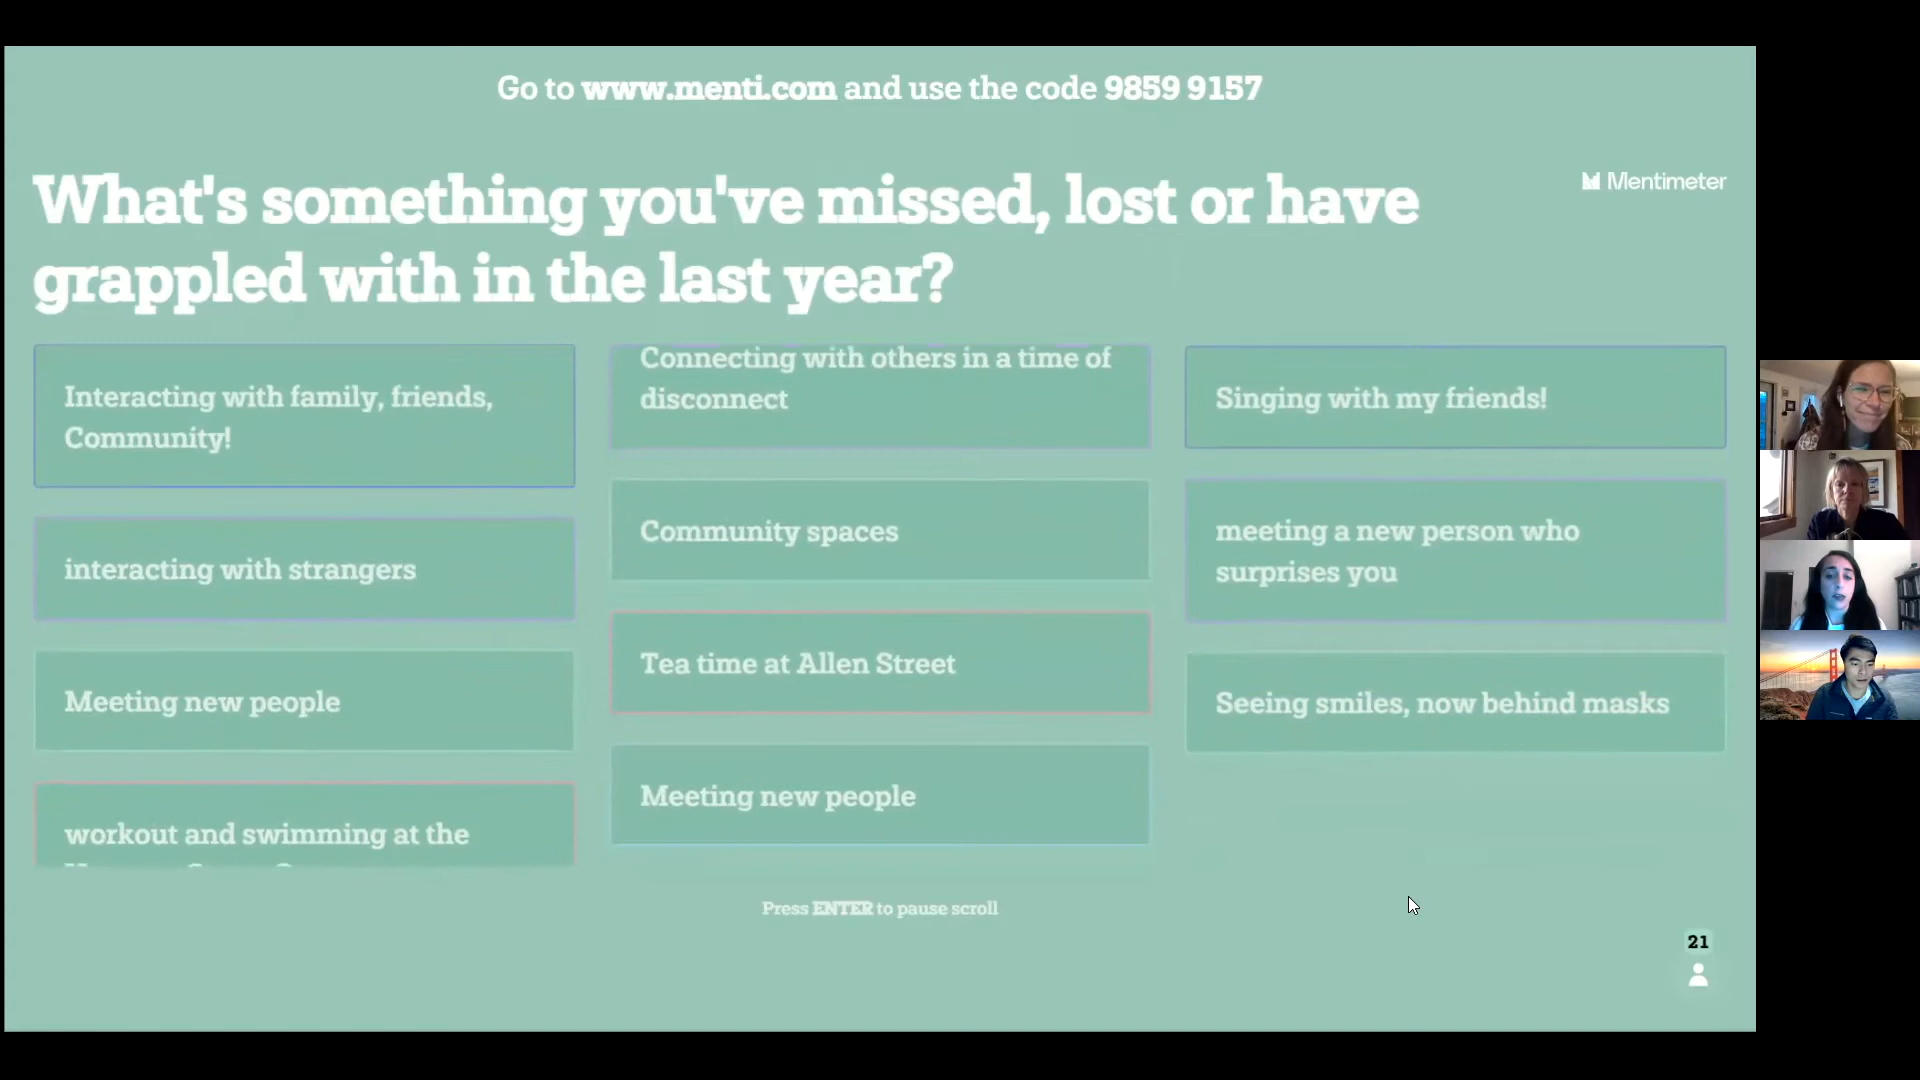 Go to www.menti.com and use the code 9859 9157
Mentimeter
What's something you've missed, lost or have
grappled with in the last year?
Interacting with family, friends,
Community!
interacting with strangers
Meeting new people
workout and swimming at the
Connecting with others in a time of
disconnect
Community spaces
Tea time at Allen Street
Meeting new people
Singing with my friends!
meeting a new person who
surprises you
Seeing smiles, now behind masks
Press ENTER to pause scroll
21